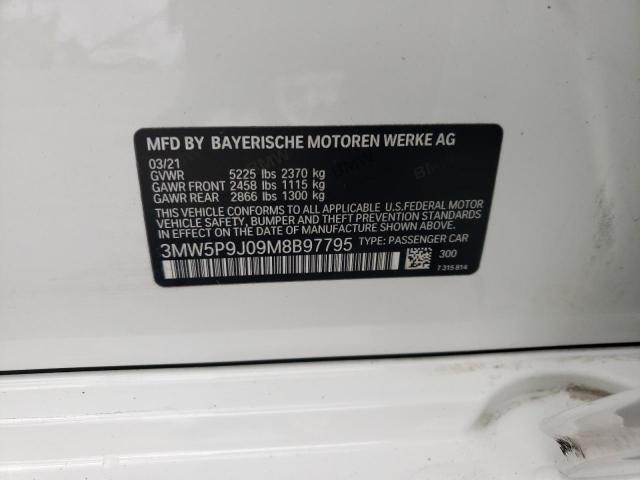 MFD BY BAYERISCHE MOTOREN WERKE AG
03/21
GVWR 5225 lbs 2370 kg
GAWR FRONT 2458 lbs 1115 kg
GAWR REAR 2866 lbs 1300 kg
THIS VEHICLE CONFORMS TO ALL APPLICABLE U.S.FEDERAL MOTOR
VEHICLE SAFETY, BUMPER AND THEFT PREVENTION STANDARDS IN
EFFECT ON THE DATE OF MANUFACTURE SHOWN ABOVE.
3MW5P9J09M8B97795 TYPE: PASSENGER CAR
300
7 315 814